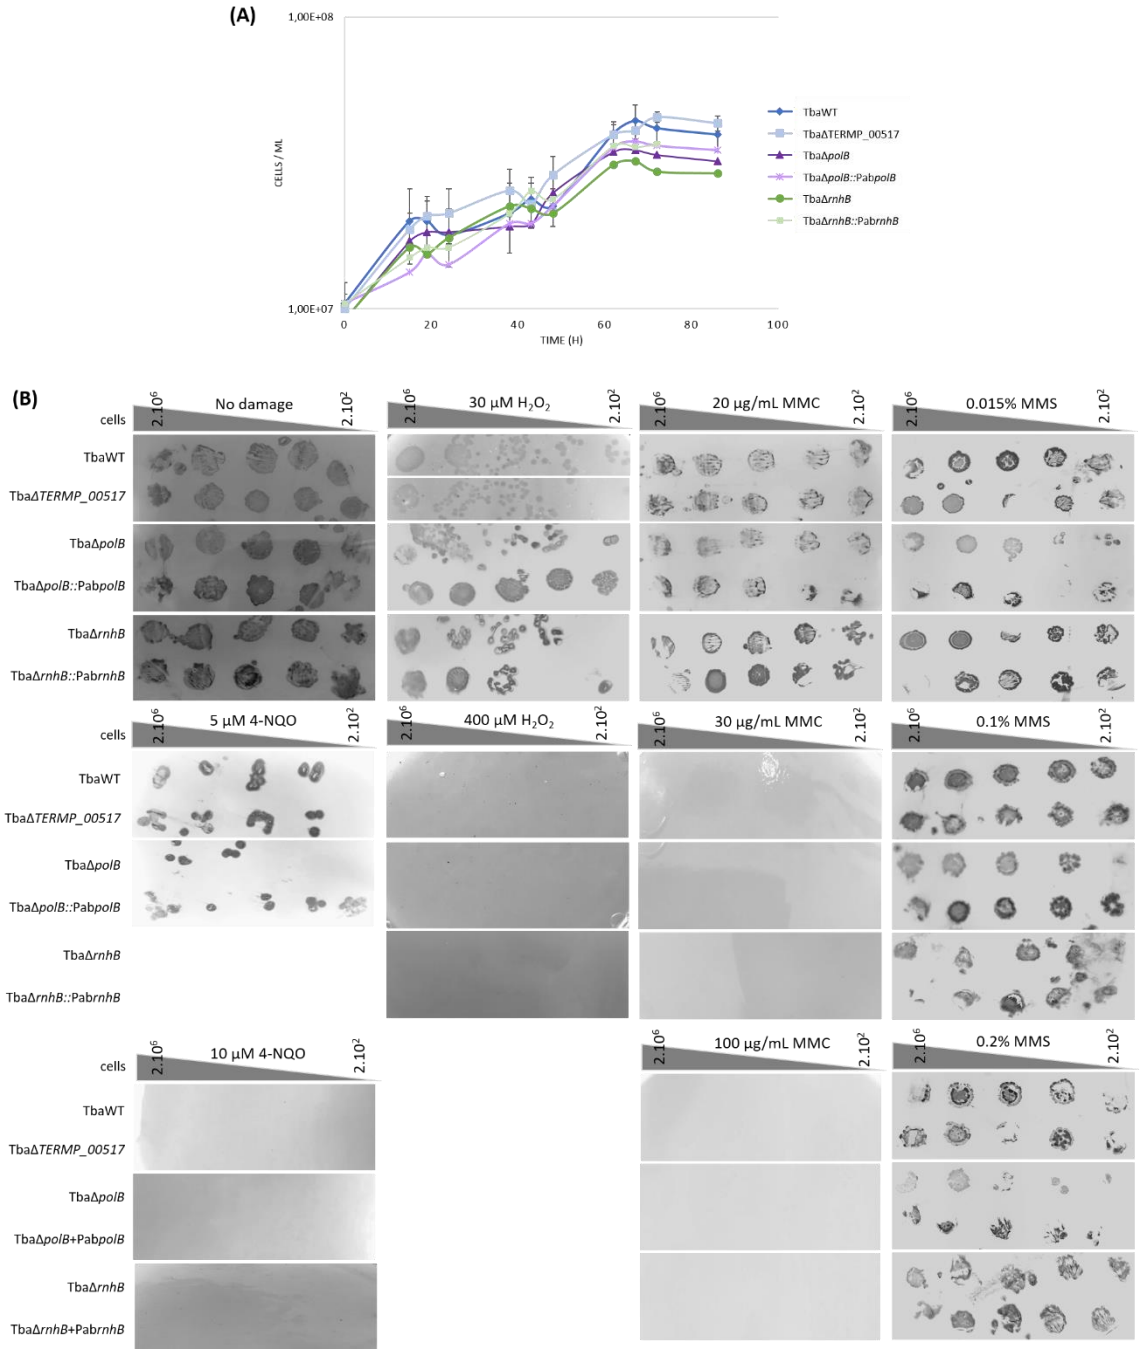 (A)
1,00E+08
CELLS / ML
1,00E+07
0
20
40
60
80
100
TIME (H)
TbaWT
TbaΔTERMP_00517
TbaΔpolB
TbaΔpolB::PabpolB
TbaΔrnhB
TbaΔrnhB::PabrnhB
(B)
cells
2.10⁶ No damage 2.10²
2.10⁶ 30 µM H₂O₂ 2.10²
2.10⁶ 20 µg/mL MMC 2.10²
2.10⁶ 0.015% MMS 2.10²
TbaWT
TbaΔTERMP_00517
TbaΔpolB
TbaΔpolB::PabpolB
TbaΔrnhB
TbaΔrnhB::PabrnhB
cells
2.10⁶ 5 µM 4-NQO 2.10²
2.10⁶ 400 µM H₂O₂ 2.10²
2.10⁶ 30 µg/mL MMC 2.10²
2.10⁶ 0.1% MMS 2.10²
TbaWT
TbaΔTERMP_00517
TbaΔpolB
TbaΔpolB::PabpolB
TbaΔrnhB
TbaΔrnhB::PabrnhB
cells
2.10⁶ 10 µM 4-NQO 2.10²
2.10⁶ 100 µg/mL MMC 2.10²
2.10⁶ 0.2% MMS 2.10²
TbaWT
TbaΔTERMP_00517
TbaΔpolB
TbaΔpolB+PabpolB
TbaΔrnhB
TbaΔrnhB+PabrnhB